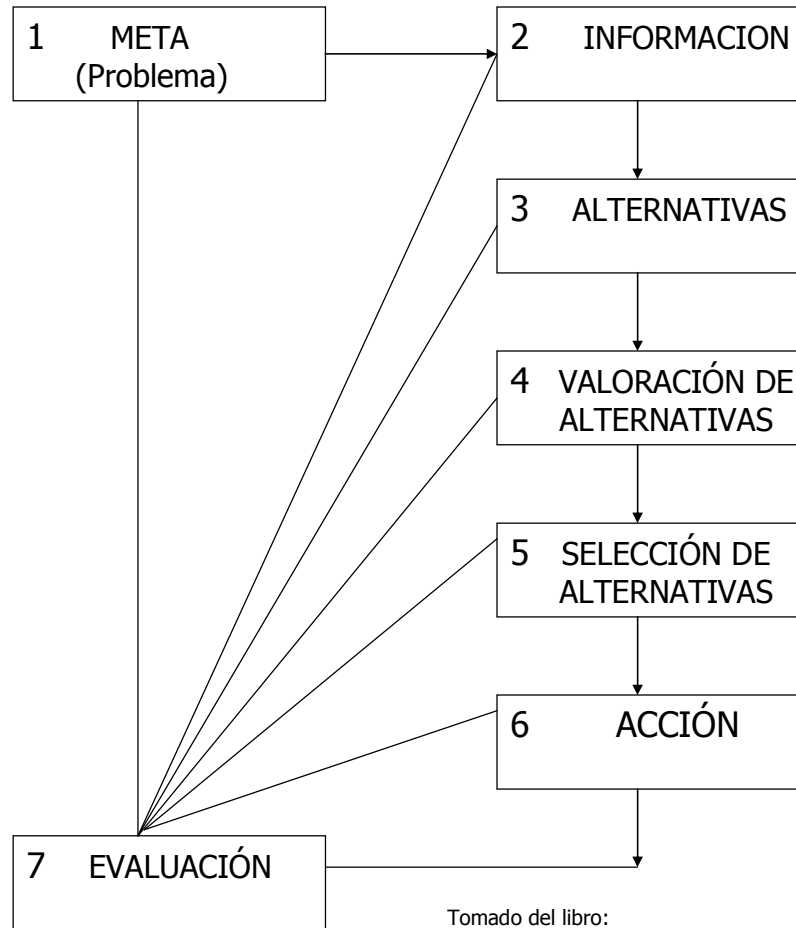 1 META
(Problema)
2 INFORMACION
3 ALTERNATIVAS
4 VALORACIÓN DE
ALTERNATIVAS
5 SELECCIÓN DE
ALTERNATIVAS
6 ACCIÓN
7 EVALUACIÓN
Tomado del libro: